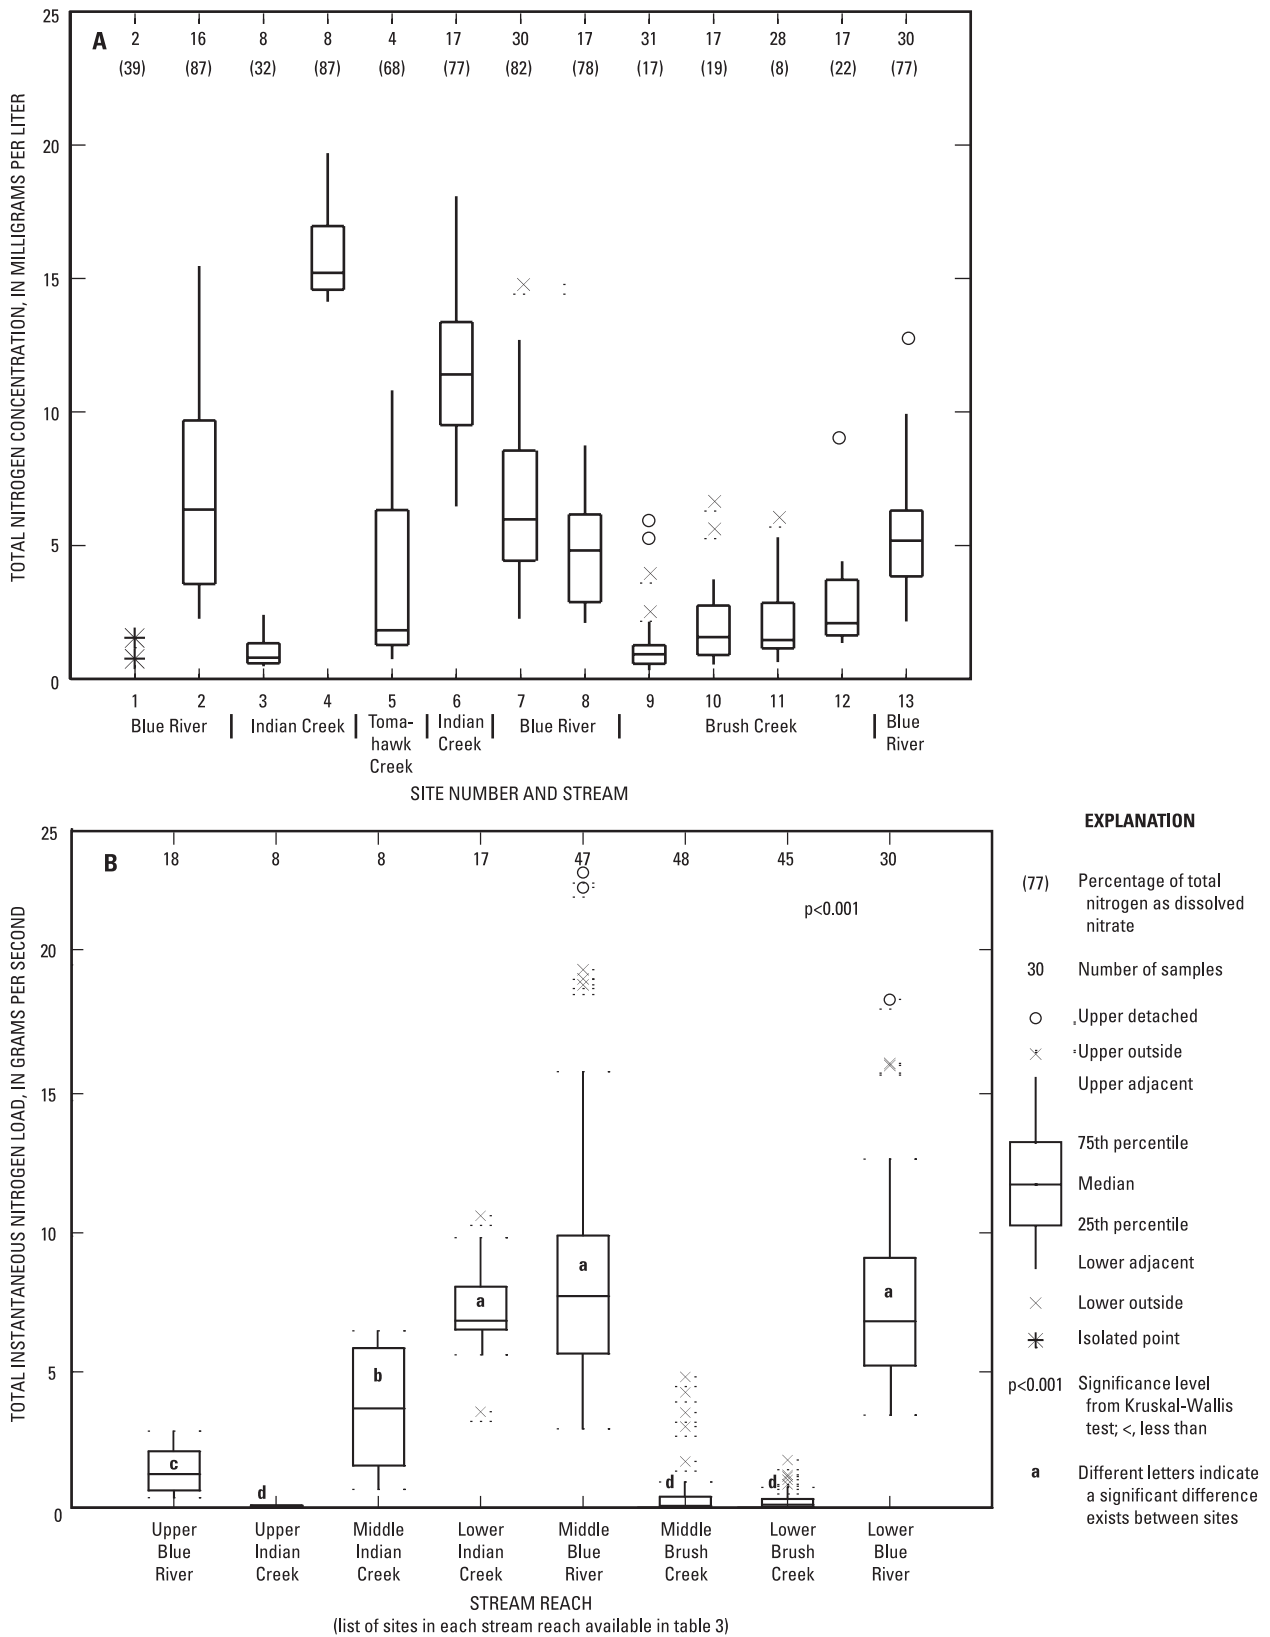 25
A
2 16 8 8 4 17 30 17 31 17 28 17 30
(39) (87) (32) (87) (68) (77) (82) (78) (17) (19) (8) (22) (77)
20
15
10
5
0
TOTAL NITROGEN CONCENTRATION, IN MILLIGRAMS PER LITER
1 2 3 4 5 6 7 8 9 10 11 12 13
Blue River
Indian Creek
Toma-
hawk
Creek
Indian
Creek
Blue River
Brush Creek
Blue
River
SITE NUMBER AND STREAM
25
B
18 8 8 17 47 48 45 30
p<0.001
20
15
10
5
0
TOTAL INSTANTANEOUS NITROGEN LOAD, IN GRAMS PER SECOND
c
d
b
a
a
d
d
a
Upper
Blue
River
Upper
Indian
Creek
Middle
Indian
Creek
Lower
Indian
Creek
Middle
Blue
River
Middle
Brush
Creek
Lower
Brush
Creek
Lower
Blue
River
STREAM REACH
(list of sites in each stream reach available in table 3)
EXPLANATION
(77) Percentage of total
nitrogen as dissolved
nitrate
30 Number of samples
Upper detached
Upper outside
Upper adjacent
75th percentile
Median
25th percentile
Lower adjacent
Lower outside
Isolated point
p<0.001 Significance level
from Kruskal-Wallis
test; <, less than
a Different letters indicate
a significant difference
exists between sites